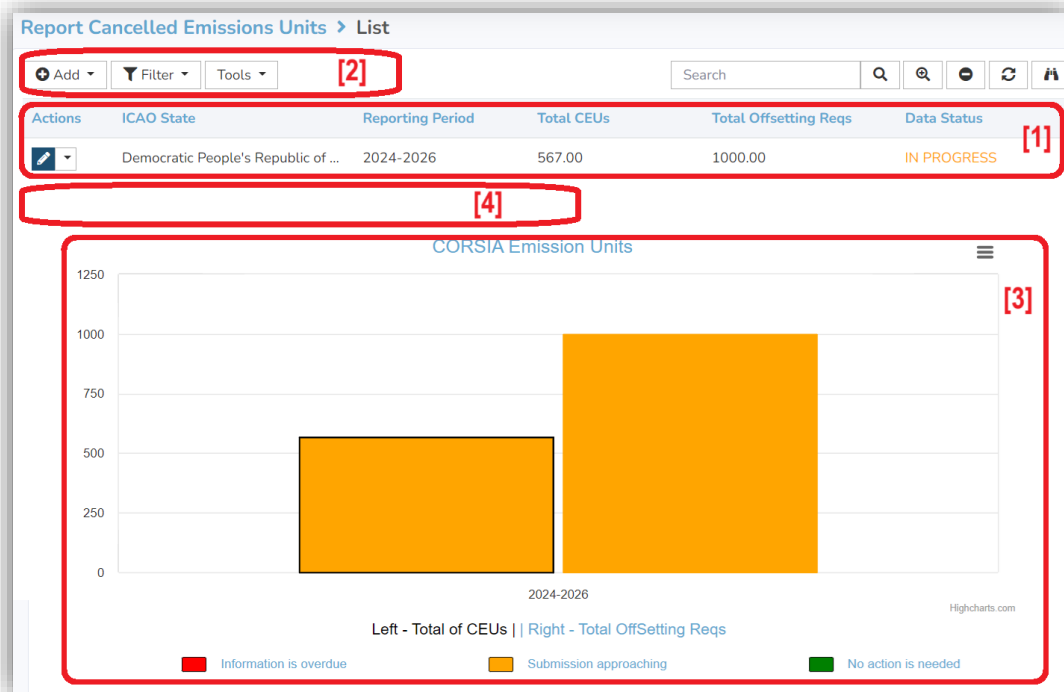 Report Cancelled Emissions Units > List
Add Filter Tools [2] Search
Actions ICAO State Reporting Period Total CEUs Total Offsetting Reqs Data Status [1]
Democratic People's Republic of ... 2024-2026 567.00 1000.00 IN PROGRESS
[4]
CORSIA Emission Units
[3]
1250
1000
750
500
250
0
2024-2026
Highcharts.com
Left - Total of CEUs | | Right - Total OffSetting Reqs
Information is overdue Submission approaching No action is needed